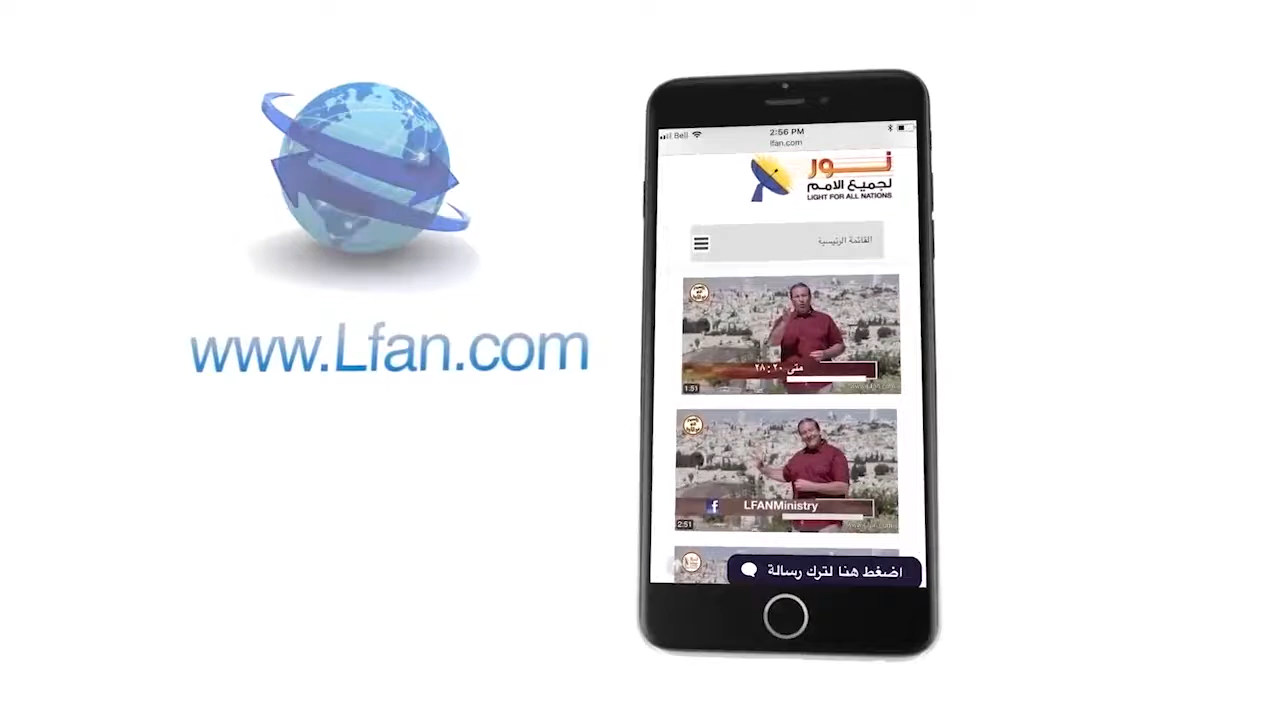 www.Lfan.com
Bell
2:56 PM
lfan.com
نور
لجميع الامم
LIGHT FOR ALL NATIONS
القائمة الرئيسية
متى ٢٠ : ٢٨
1:51
LFANMinistry
2:51
اضغط هنا لترك رسالة